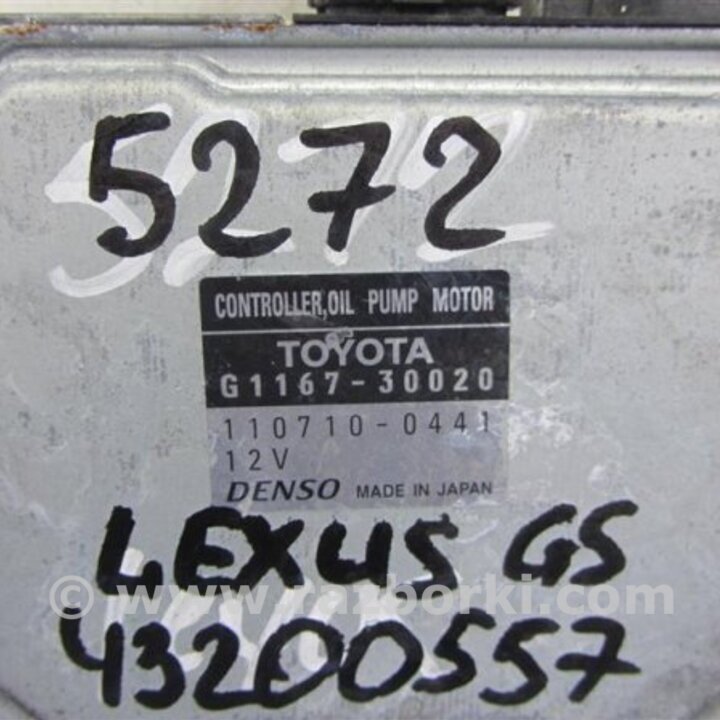 5272
CONTROLLER,OIL PUMP MOTOR
TOYOTA
G1167-30020
110710-0441
12V
DENSO MADE IN JAPAN
LEXUS GS
© www.razborki.com
43200557